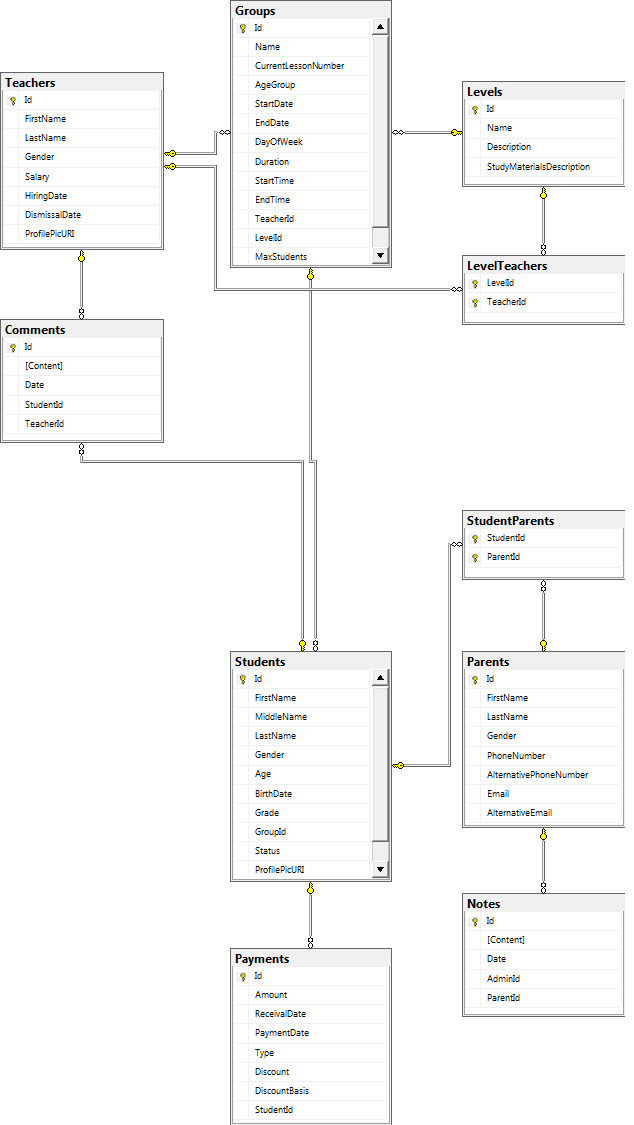 Groups
Id
Name
CurrentLessonNumber
AgeGroup
StartDate
EndDate
DayOfWeek
Duration
StartTime
EndTime
TeacherId
LevelId
MaxStudents
Teachers
Id
FirstName
LastName
Gender
Salary
HiringDate
DismissalDate
ProfilePicURI
Levels
Id
Name
Description
StudyMaterialsDescription
LevelTeachers
LevelId
TeacherId
Comments
Id
[Content]
Date
StudentId
TeacherId
StudentParents
StudentId
ParentId
Students
Id
FirstName
MiddleName
LastName
Gender
Age
BirthDate
Grade
GroupId
Status
ProfilePicURI
Parents
Id
FirstName
LastName
Gender
PhoneNumber
AlternativePhoneNumber
Email
AlternativeEmail
Notes
Id
[Content]
Date
AdminId
ParentId
Payments
Id
Amount
ReceivalDate
PaymentDate
Type
Discount
DiscountBasis
StudentId